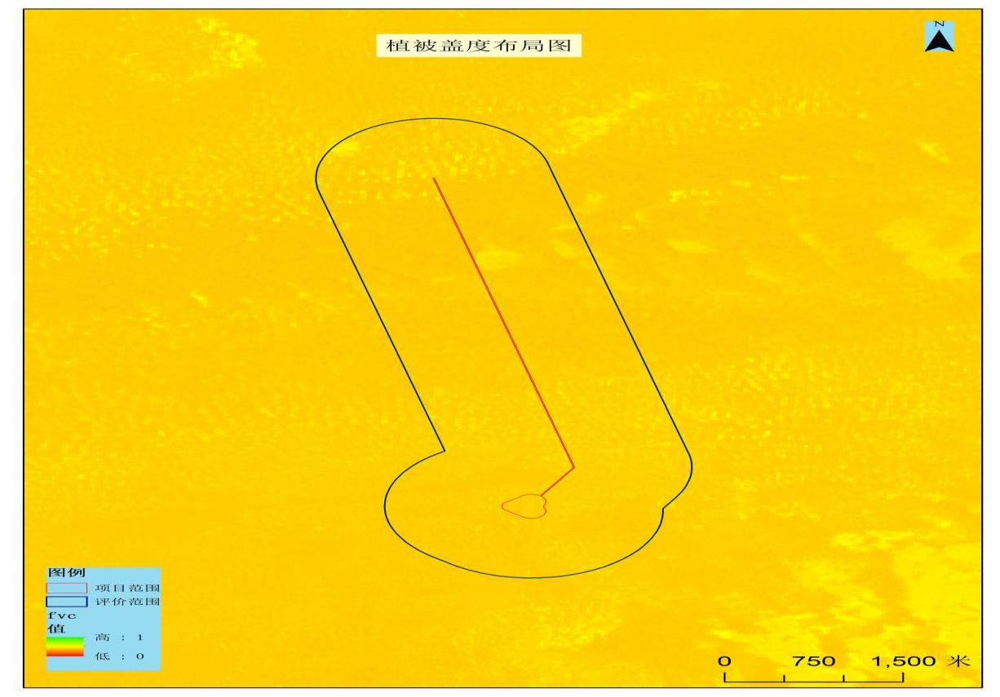 植被盖度布局图
N
图例
项目范围
评价范围
fvc
值
高 : 1
低 : 0
0 750 1,500 米